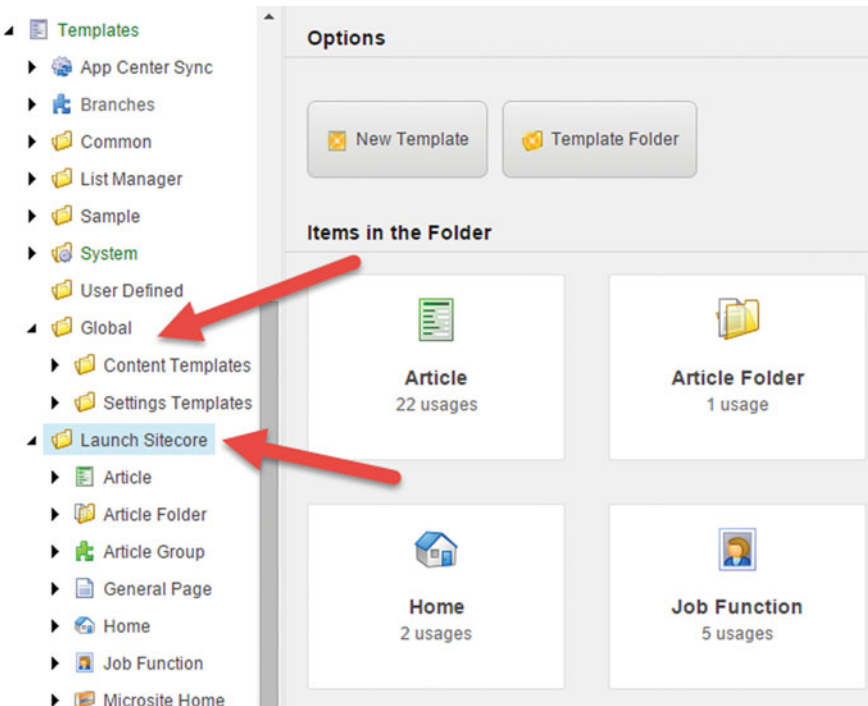 Templates
App Center Sync
Branches
Common
List Manager
Sample
System
User Defined
Global
Content Templates
Settings Templates
Launch Sitecore
Article
Article Folder
Article Group
General Page
Home
Job Function
Microsite Home
Options
New Template
Template Folder
Items in the Folder
Article
22 usages
Article Folder
1 usage
Home
2 usages
Job Function
5 usages